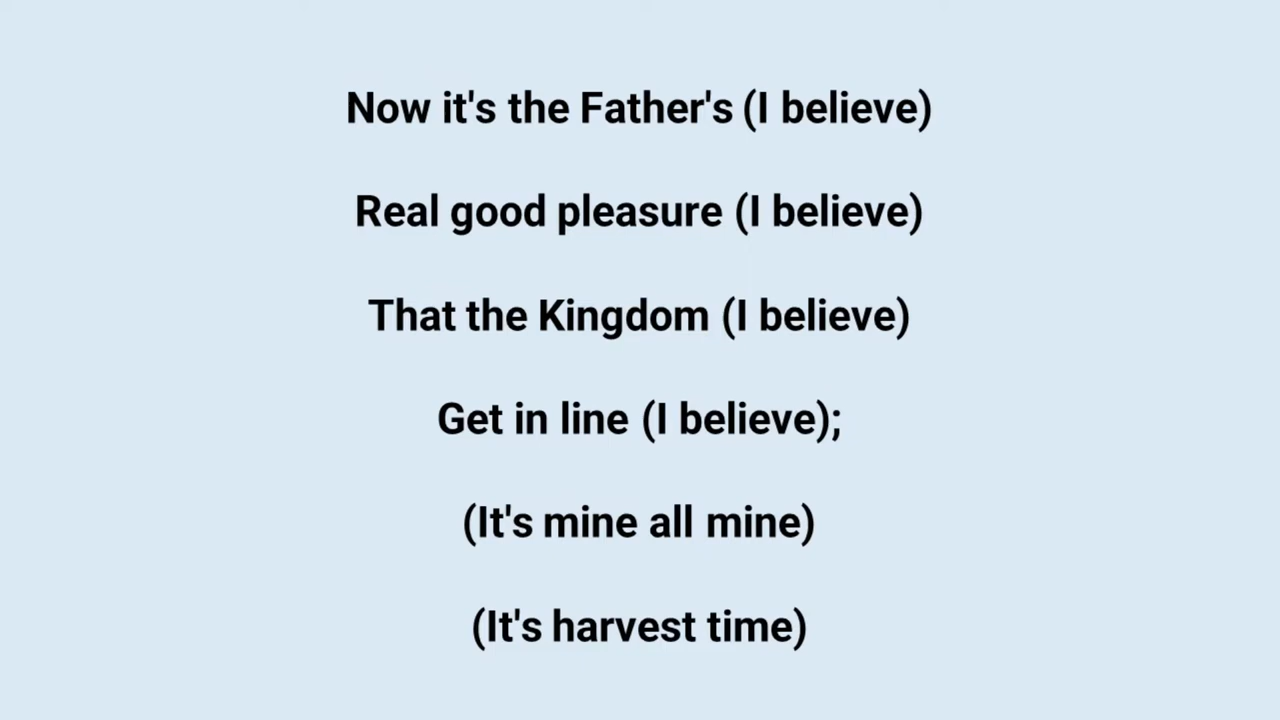 Now it's the Father's (I believe)
Real good pleasure (I believe)
That the Kingdom (I believe)
Get in line (I believe);
(It's mine all mine)
(It's harvest time)